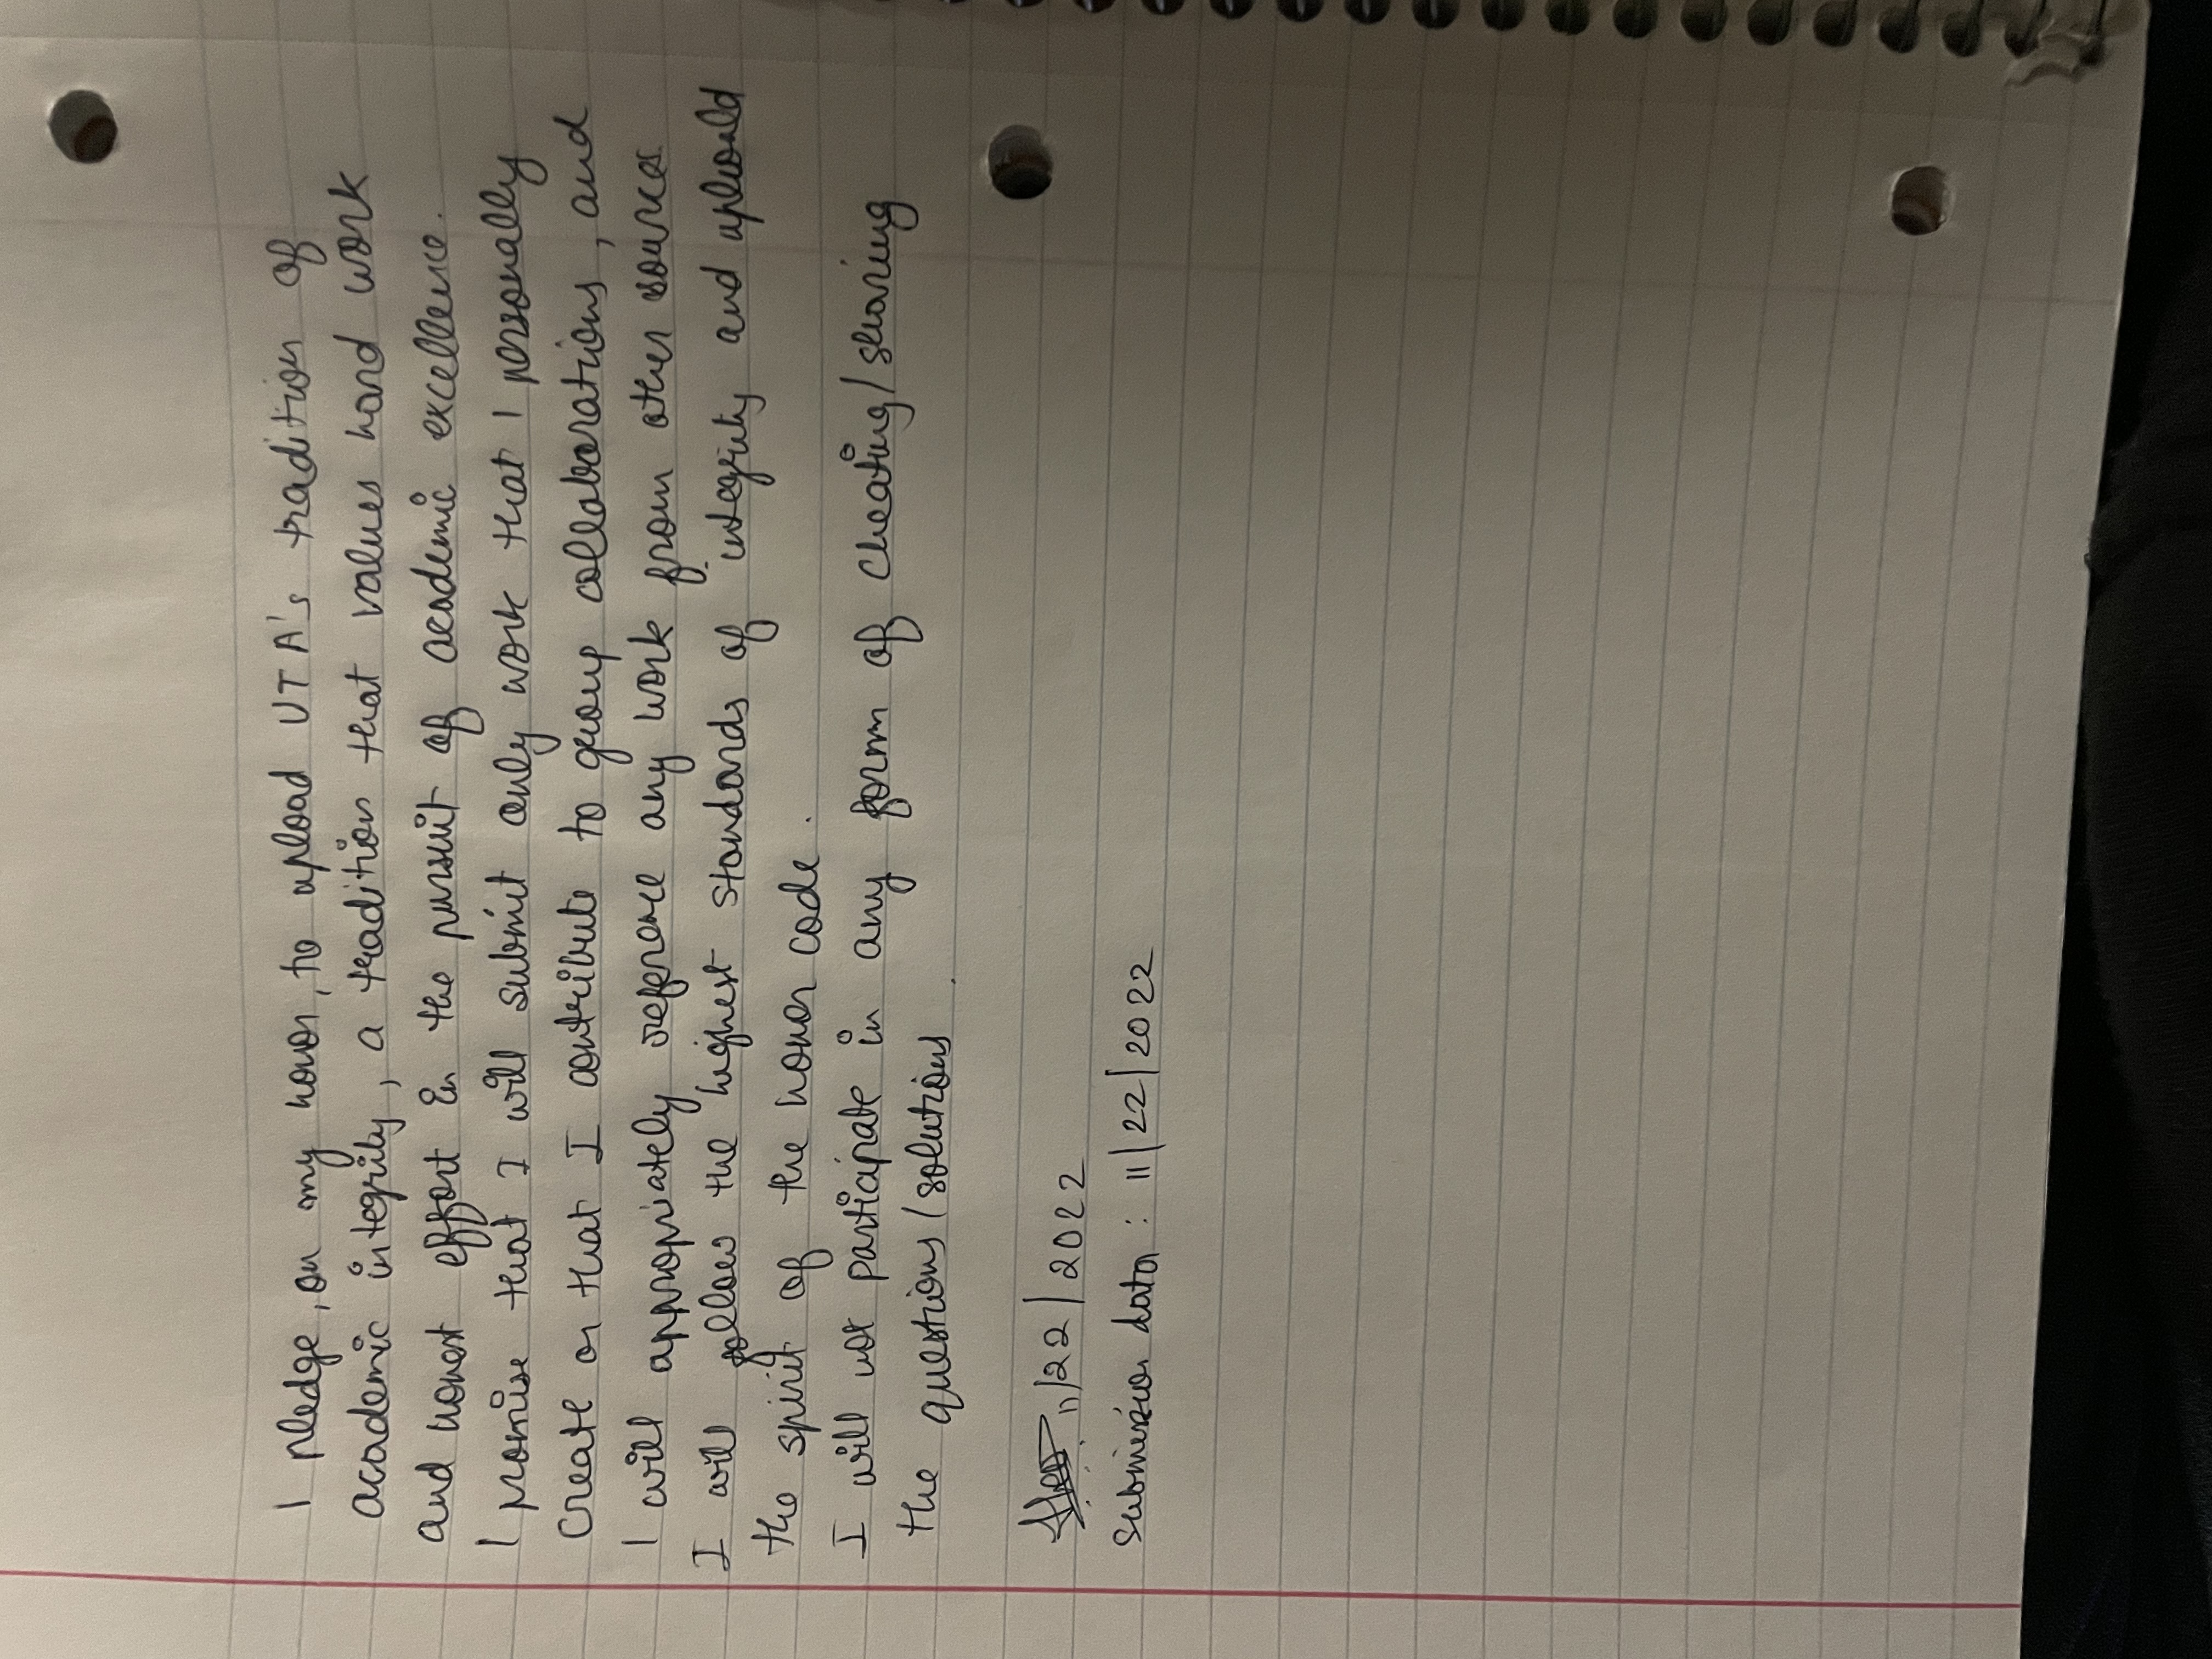 I pledge, on my honor, to upload UTA's tradition of
academic integrity, a tradition that values hard work
and honest effort in the pursuit of academic excellence.
I promise that I will submit only work that I personally
create or that I contribute to group collaborations, and
I will appropriately reference any work from other sources
I will follow the highest standards of integrity and uphold
the spirit of the honor code.
I will not participate in any form of cheating/sharing
the questions/solutions.
11/22/2022
submission data : 11/22/2022